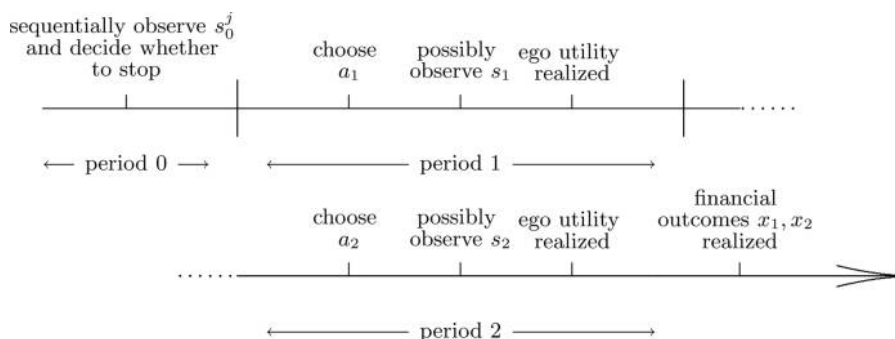 sequentially observe s_0^j
and decide whether
to stop
choose
a_1
possibly
observe s_1
ego utility
realized
period 0
period 1
choose
a_2
possibly
observe s_2
ego utility
realized
financial
outcomes x_1, x_2
realized
period 2